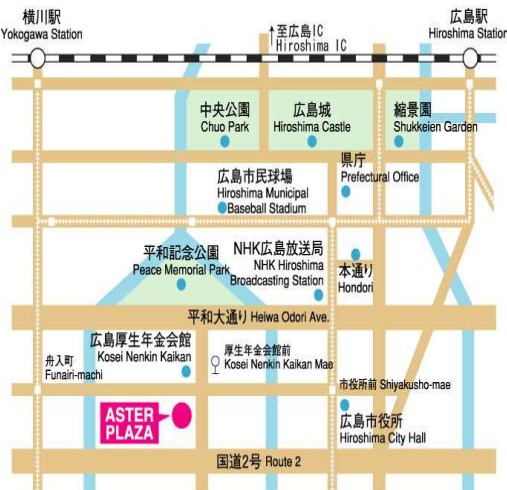 横川駅
Yokogawa Station
至広島IC
Hiroshima IC
広島駅
Hiroshima Station
中央公園
Chuo Park
広島城
Hiroshima Castle
縮景園
Shukkeien Garden
県庁
Prefectural Office
広島市民球場
Hiroshima Municipal
Baseball Stadium
平和記念公園
Peace Memorial Park
NHK広島放送局
NHK Hiroshima
Broadcasting Station
本通り
Hondori
平和大通り Heiwa Odori Ave.
広島厚生年金会館
Kosei Nenkin Kaikan
厚生年金会館前
Kosei Nenkin Kaikan Mae
舟入町
Funairi-machi
市役所前 Shiyakusho-mae
ASTER
PLAZA
広島市役所
Hiroshima City Hall
国道2号 Route 2